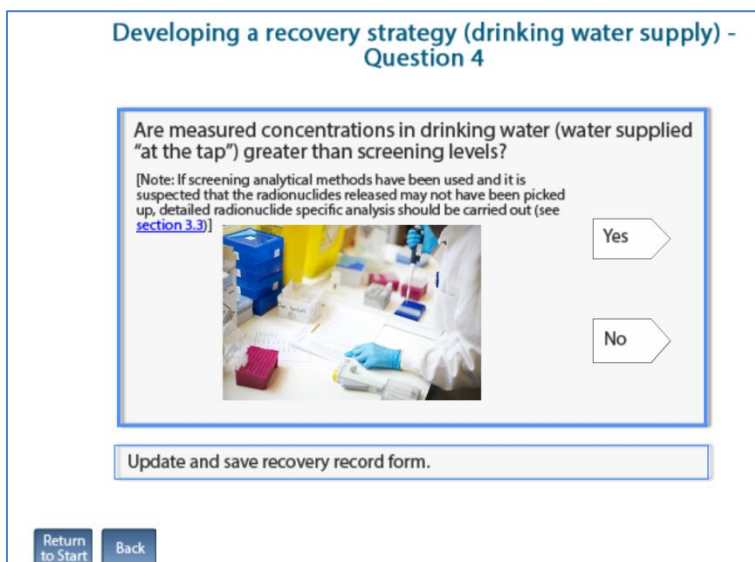 Developing a recovery strategy (drinking water supply) -
Question 4
Are measured concentrations in drinking water (water supplied
“at the tap”) greater than screening levels?
[Note: If screening analytical methods have been used and it is
suspected that the radionuclides released may not have been picked
up, detailed radionuclide specific analysis should be carried out (see
section 3.3)]
Yes
No
Update and save recovery record form.
Return
to Start
Back